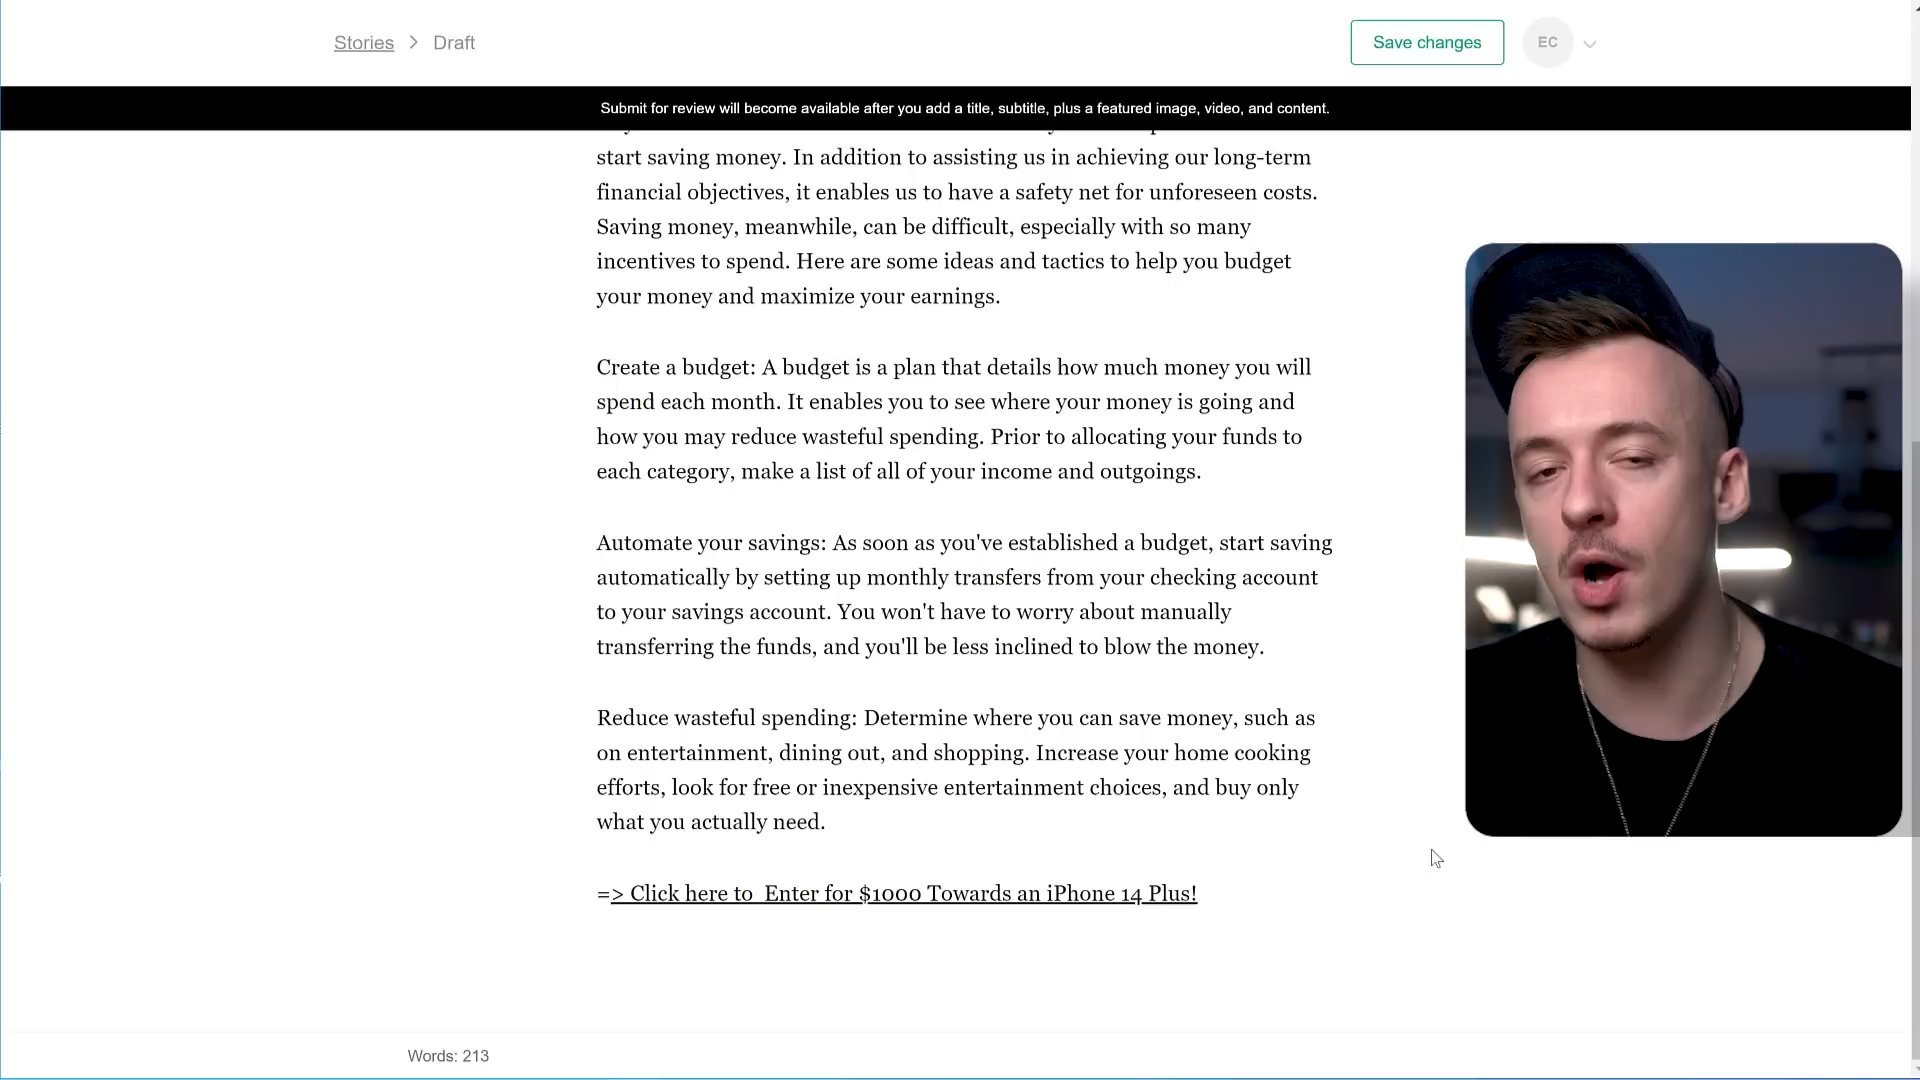 Stories > Draft
Save changes
EC
Submit for review will become available after you add a title, subtitle, plus a featured image, video, and content.
start saving money. In addition to assisting us in achieving our long-term
financial objectives, it enables us to have a safety net for unforeseen costs.
Saving money, meanwhile, can be difficult, especially with so many
incentives to spend. Here are some ideas and tactics to help you budget
your money and maximize your earnings.
Create a budget: A budget is a plan that details how much money you will
spend each month. It enables you to see where your money is going and
how you may reduce wasteful spending. Prior to allocating your funds to
each category, make a list of all of your income and outgoings.
Automate your savings: As soon as you've established a budget, start saving
automatically by setting up monthly transfers from your checking account
to your savings account. You won't have to worry about manually
transferring the funds, and you'll be less inclined to blow the money.
Reduce wasteful spending: Determine where you can save money, such as
on entertainment, dining out, and shopping. Increase your home cooking
efforts, look for free or inexpensive entertainment choices, and buy only
what you actually need.
=> Click here to  Enter for $1000 Towards an iPhone 14 Plus!
Words: 213